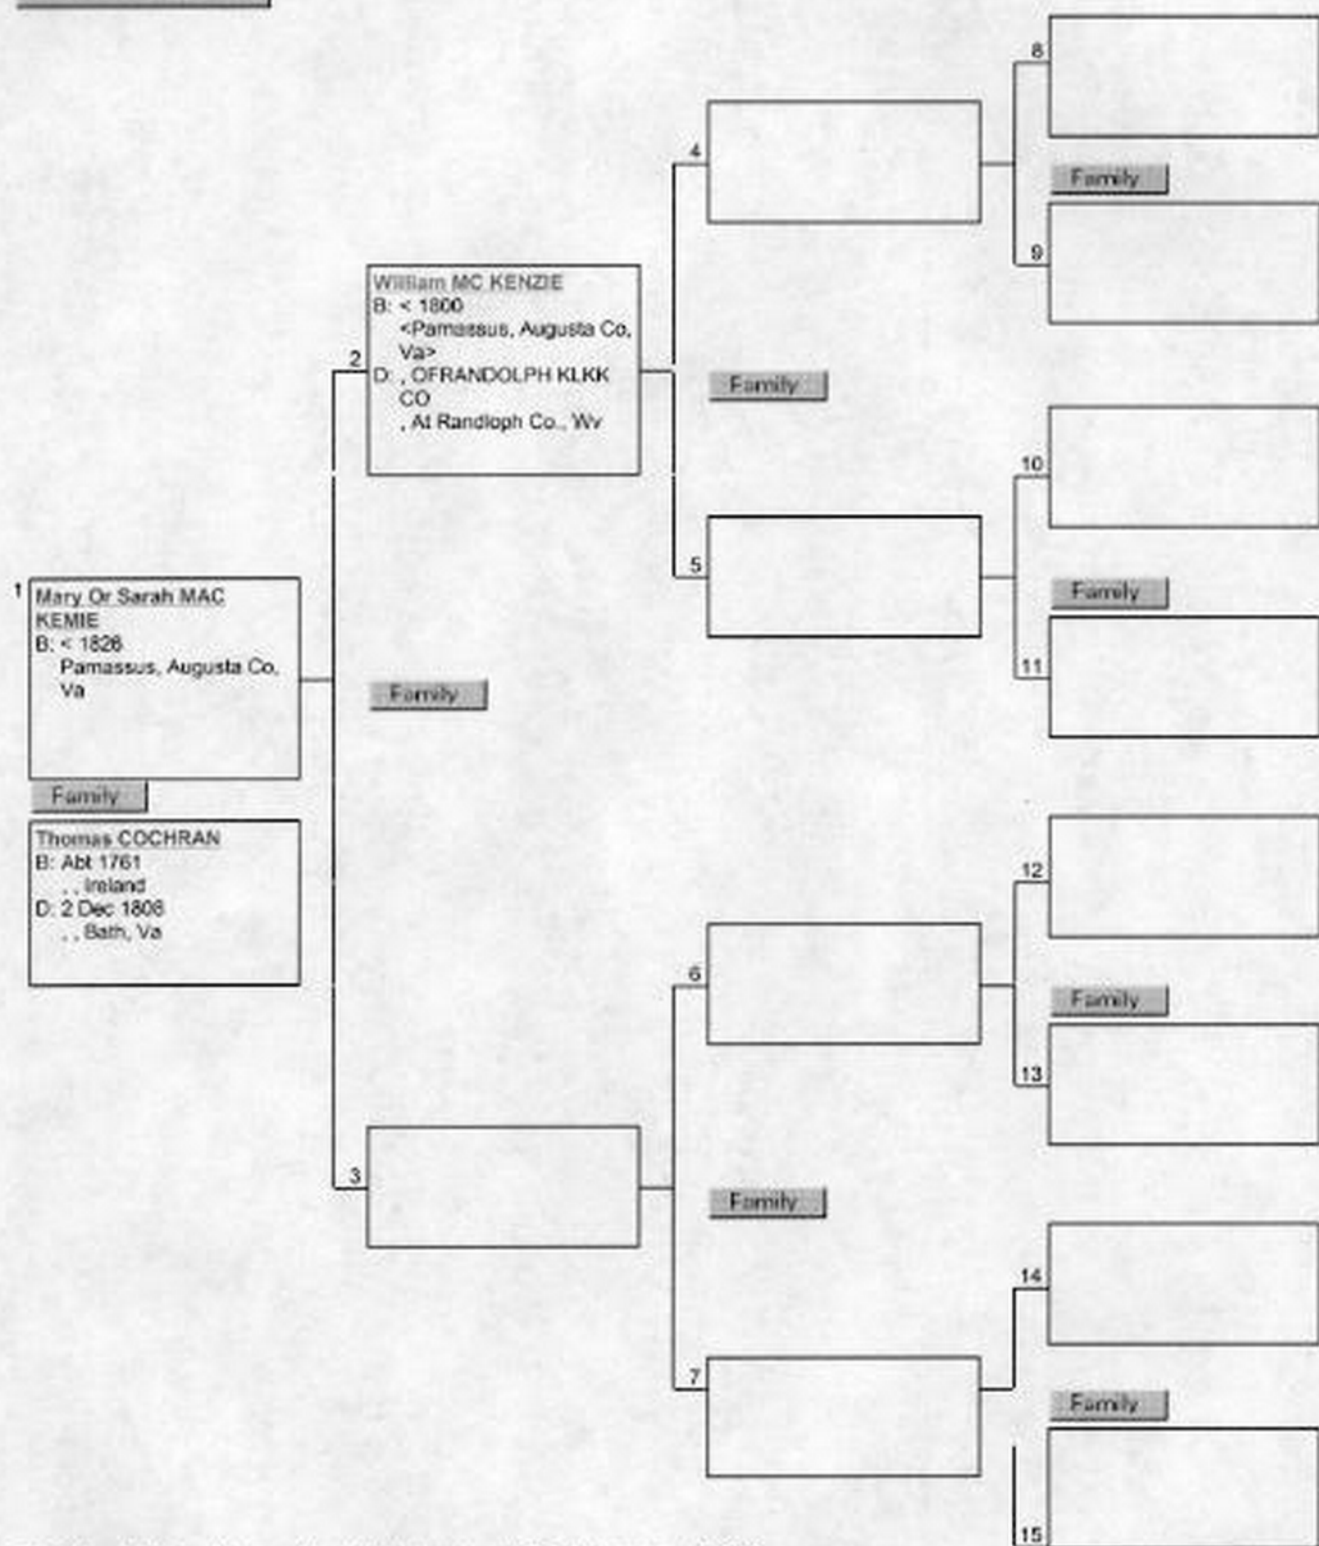 8
4
Family
9
William MC KENZIE
B: < 1800
<Parnassus, Augusta Co,
Va>
D: , OFRANDOLPH KLKK
CO
, At Randloph Co., Wv
2
Family
10
5
1
Mary Or Sarah MAC
KEMIE
B: < 1826
Parnassus, Augusta Co,
Va
Family
11
Family
Family
Thomas COCHRAN
B: Abt 1761
, , Ireland
D: 2 Dec 1808
, , Bath, Va
12
6
Family
13
3
Family
14
7
Family
15